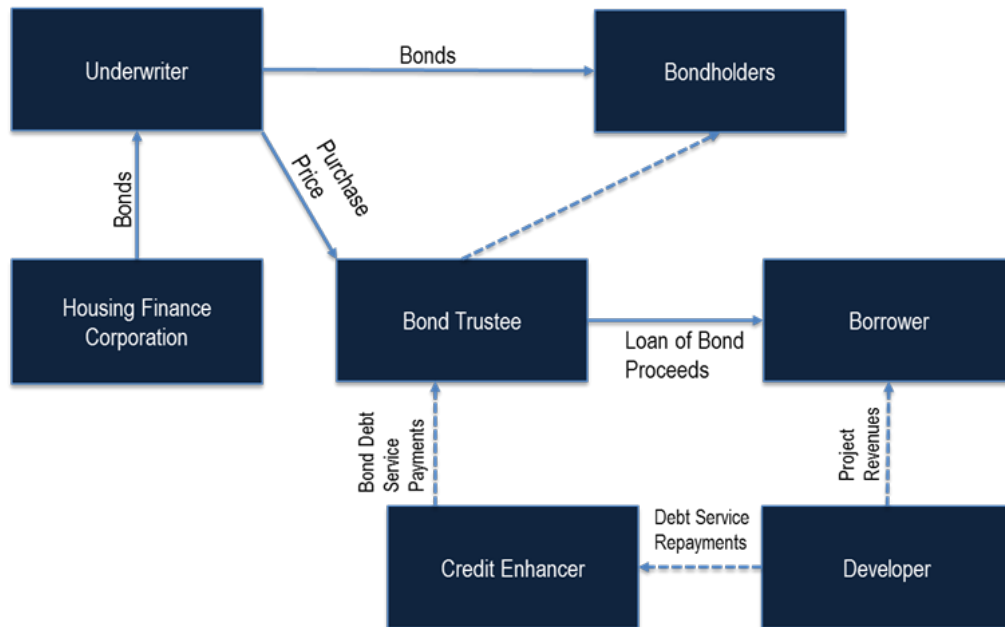 Underwriter
Bonds
Bondholders
Purchase
Price
Bonds
Housing Finance
Corporation
Bond Trustee
Loan of Bond
Proceeds
Borrower
Bond Debt
Service
Payments
Project
Revenues
Credit Enhancer
Debt Service
Repayments
Developer